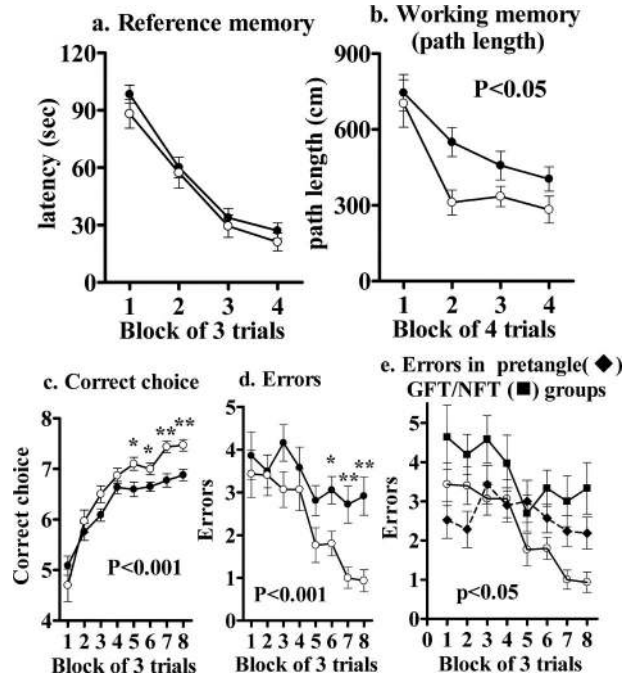 a. Reference memory
120
90
60
30
0
latency (sec)
1 2 3 4
Block of 3 trials
b. Working memory
(path length)
P<0.05
900
600
300
0
path length (cm)
1 2 3 4
Block of 4 trials
c. Correct choice
8
7
6
5
4
Correct choice
* * ** **
P<0.001
1 2 3 4 5 6 7 8
Block of 3 trials
d. Errors
5
4
3
2
1
0
Errors
* ** **
P<0.001
1 2 3 4 5 6 7 8
Block of 3 trials
e. Errors in pretangle(◆)
GFT/NFT (■) groups
5
4
3
2
1
0
Errors
p<0.05
0 1 2 3 4 5 6 7 8
Block of 3 trials